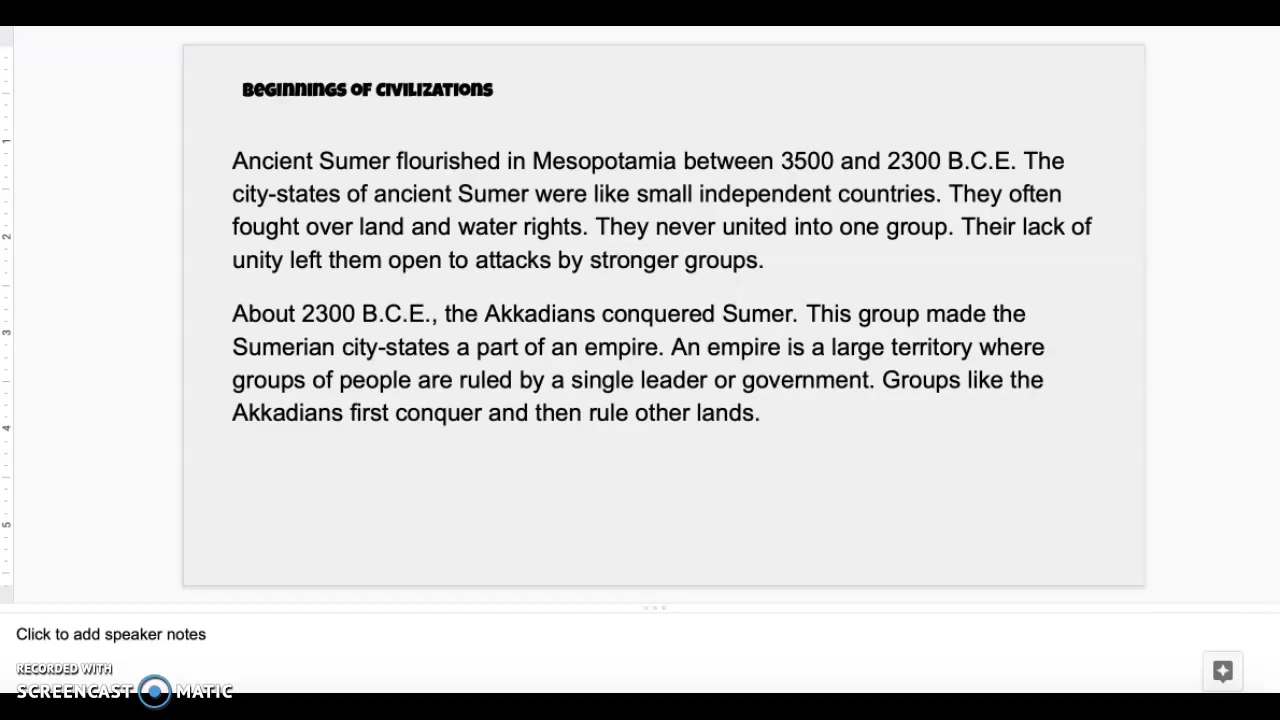 Beginnings of Civilizations
Ancient Sumer flourished in Mesopotamia between 3500 and 2300 B.C.E. The
city-states of ancient Sumer were like small independent countries. They often
fought over land and water rights. They never united into one group. Their lack of
unity left them open to attacks by stronger groups.
About 2300 B.C.E., the Akkadians conquered Sumer. This group made the
Sumerian city-states a part of an empire. An empire is a large territory where
groups of people are ruled by a single leader or government. Groups like the
Akkadians first conquer and then rule other lands.
1
2
3
4
5
Click to add speaker notes
RECORDED WITH
SCREENCAST MATIC